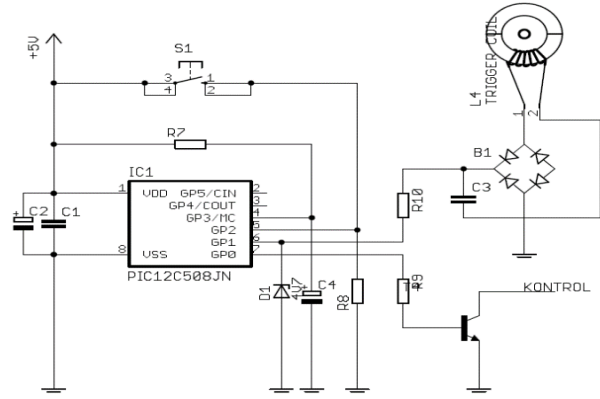 +5V
S1
3
1
4
2
L4
TRIGGER COIL
1 2
R7
IC1
B1
1
VDD
GP5/CIN
2
GP4/COUT
3
GP3/MC
4
GP2
5
GP1
6
8
VSS
GP0
7
PIC12C508JN
+
C2
C1
R10
C3
D1
4V7
+
C4
R8
R9
KONTROL